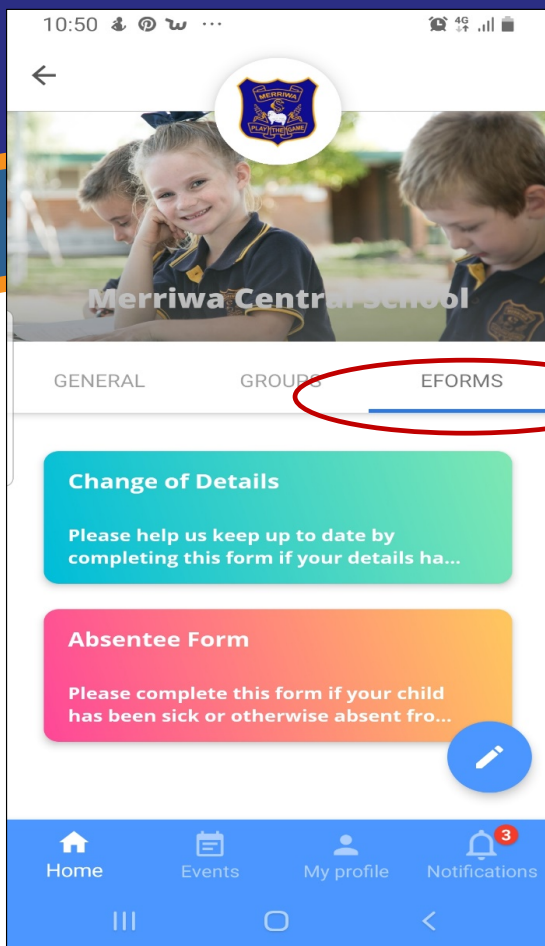 10:50
4G
MERRIWA
PLAY THE GAME
Merriwa Central School
GENERAL GROUPS EFORMS
Change of Details
Please help us keep up to date by
completing this form if your details ha...
Absentee Form
Please complete this form if your child
has been sick or otherwise absent fro...
3
Home Events My profile Notifications